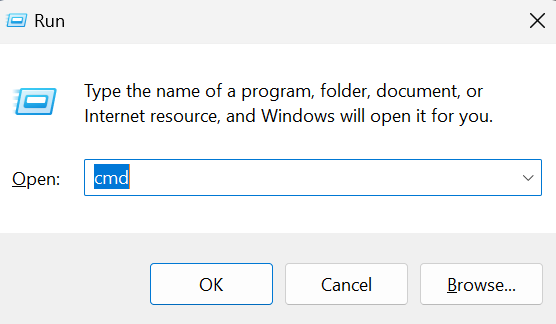 Run
Type the name of a program, folder, document, or
Internet resource, and Windows will open it for you.
Open: cmd
OK Cancel Browse...